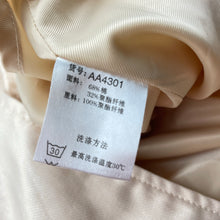 货号: AA4301
面料: 68%棉
32%聚酯纤维
里料: 100%聚酯纤维
洗涤方法
30
最高洗涤温度30℃